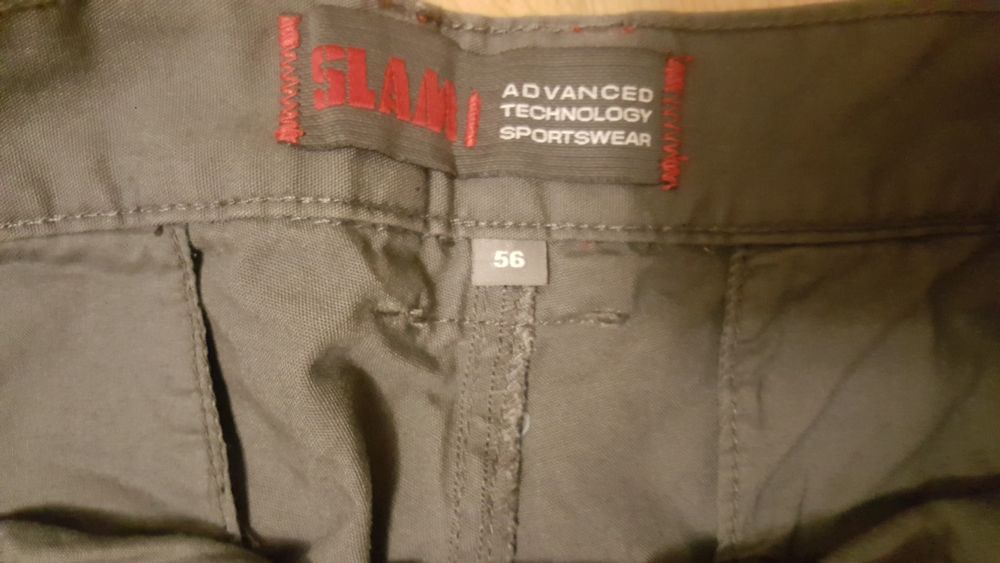 SLAM
ADVANCED
TECHNOLOGY
SPORTSWEAR
56